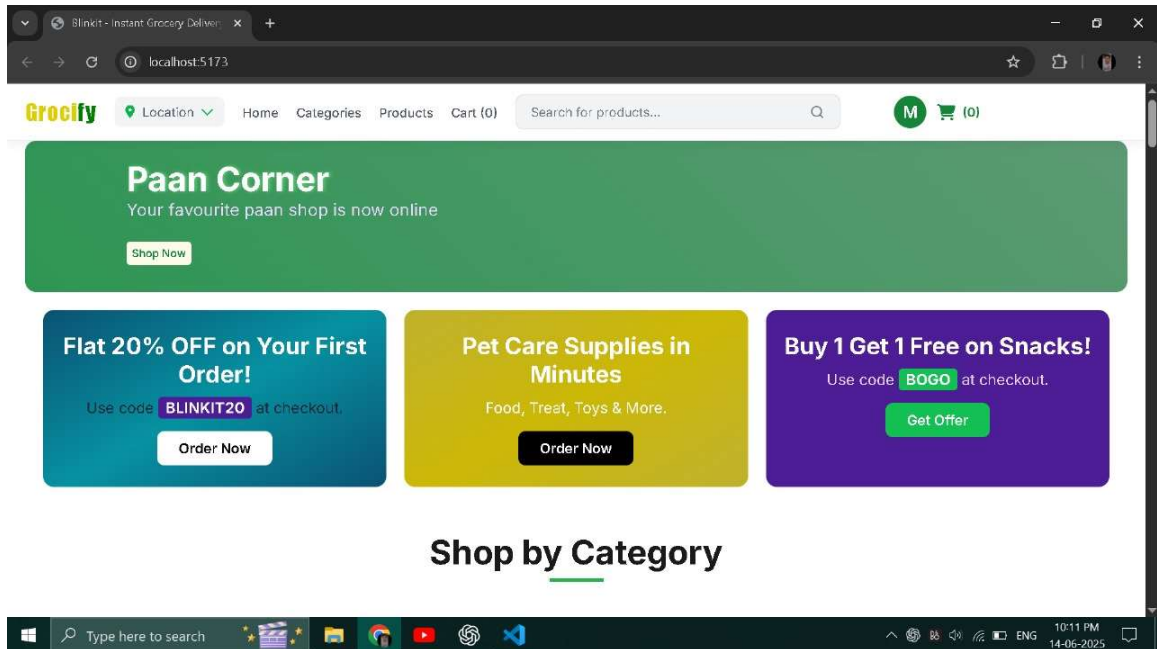 Blinkit - Instant Grocery Delivery
localhost:5173
Grocify Location Home Categories Products Cart (0) Search for products... M (0)
Paan Corner
Your favourite paan shop is now online
Shop Now
Flat 20% OFF on Your First
Order!
Use code BLINKIT20 at checkout.
Order Now
Pet Care Supplies in
Minutes
Food, Treat, Toys & More.
Order Now
Buy 1 Get 1 Free on Snacks!
Use code BOGO at checkout.
Get Offer
Shop by Category
Type here to search
ENG
10:11 PM
14-06-2025